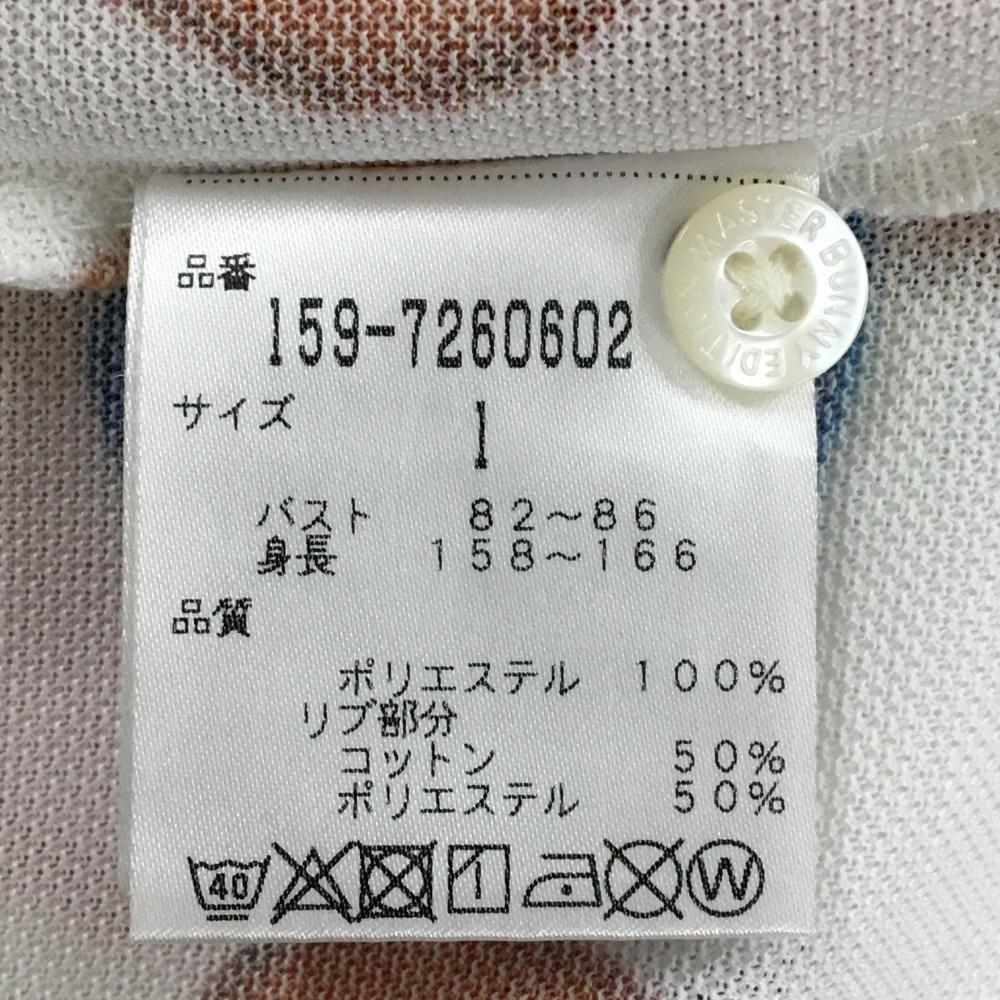 品番
159-7260602
サイズ
1
バスト 82～86
身長 158～166
品質
ポリエステル 100%
リブ部分
コットン 50%
ポリエステル 50%
40
W
MASTER BUNNY EDITION